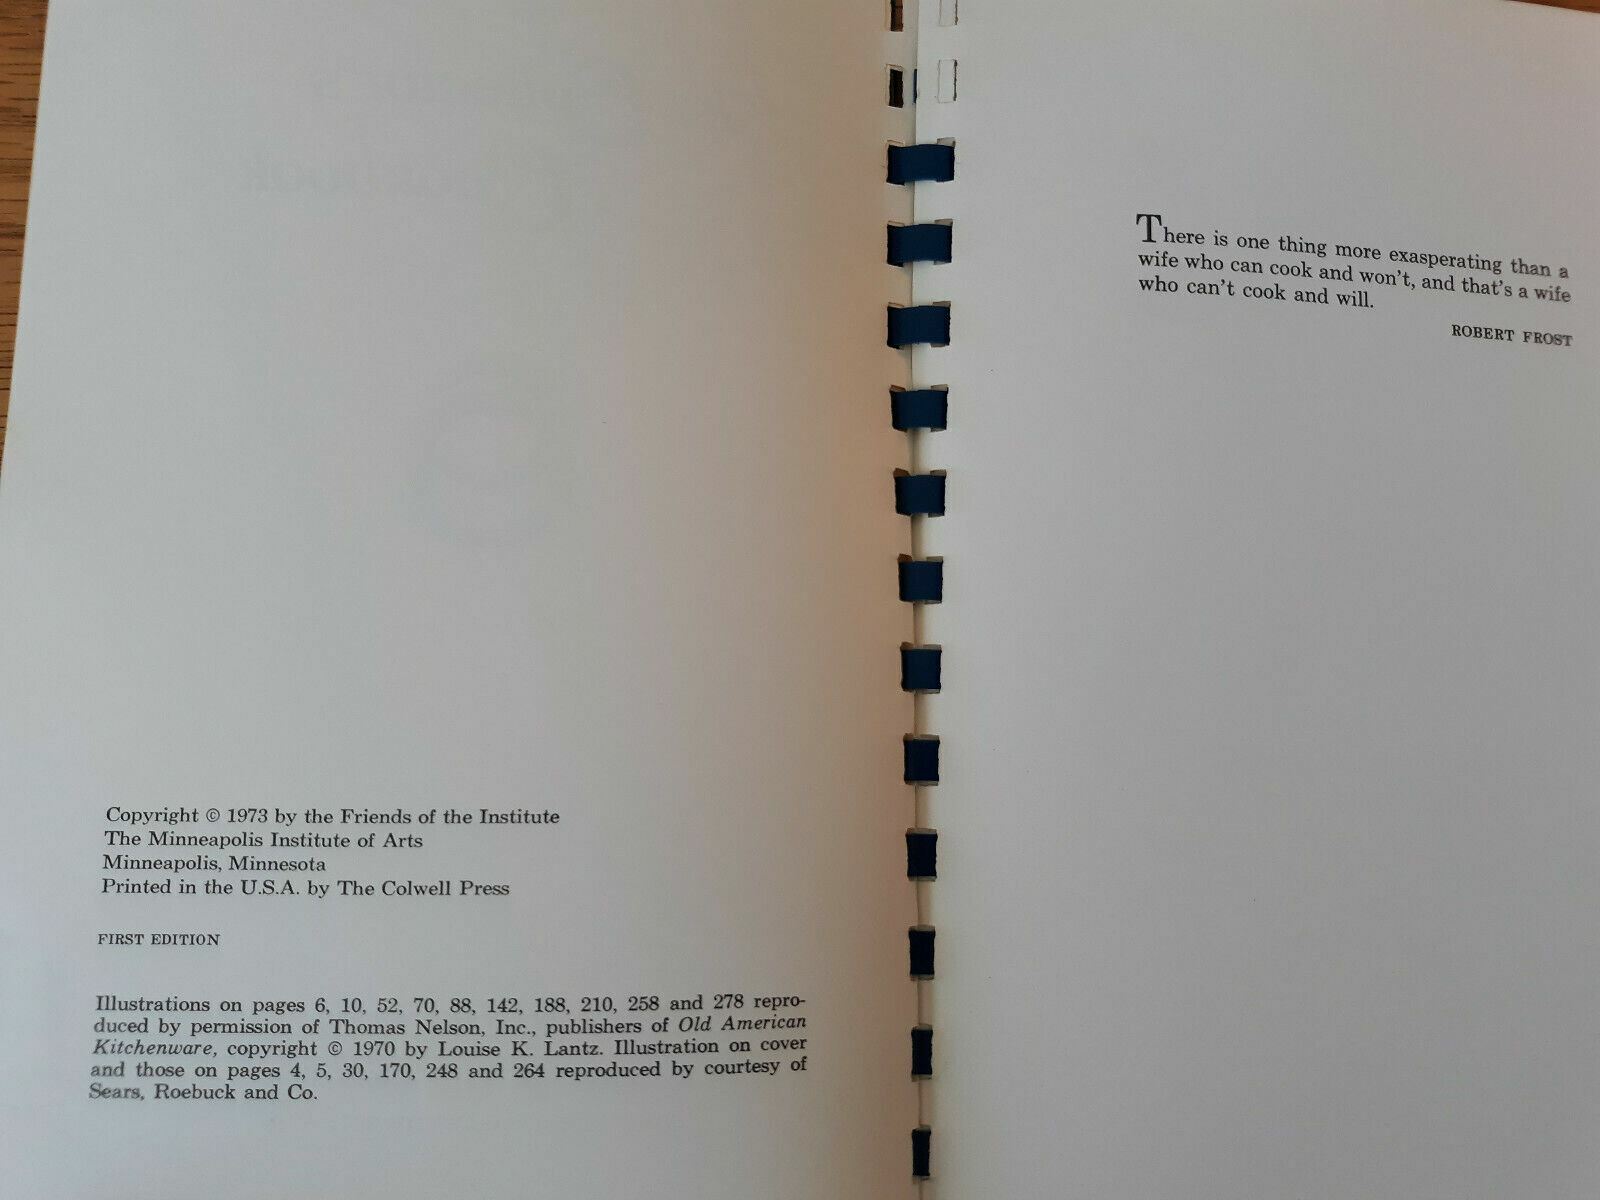 Copyright © 1973 by the Friends of the Institute
The Minneapolis Institute of Arts
Minneapolis, Minnesota
Printed in the U.S.A. by The Colwell Press
FIRST EDITION
Illustrations on pages 6, 10, 52, 70, 88, 142, 188, 210, 258 and 278 repro-
duced by permission of Thomas Nelson, Inc., publishers of Old American
Kitchenware, copyright © 1970 by Louise K. Lantz. Illustration on cover
and those on pages 4, 5, 30, 170, 248 and 264 reproduced by courtesy of
Sears, Roebuck and Co.
There is one thing more exasperating than a
wife who can cook and won't, and that's a wife
who can't cook and will.
ROBERT FROST